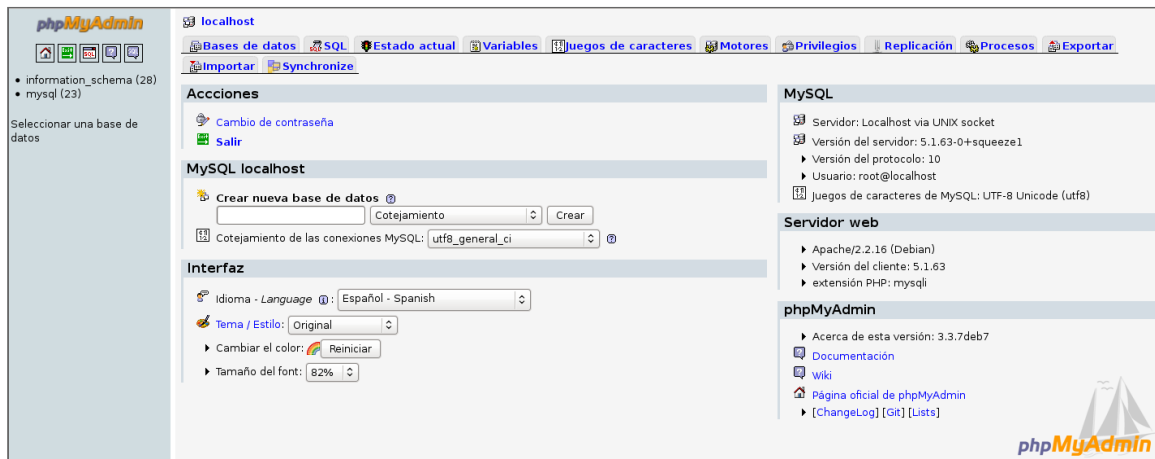 phpMyAdmin
information_schema (28)
mysql (23)
Seleccionar una base de
datos
localhost
Bases de datos SQL Estado actual Variables Juegos de caracteres Motores Privilegios Replicación Procesos Exportar
Importar Synchronize
Accciones
Cambio de contraseña
Salir
MySQL localhost
Crear nueva base de datos
Cotejamiento Crear
Cotejamiento de las conexiones MySQL: utf8_general_ci
Interfaz
Idioma - Language : Español - Spanish
Tema / Estilo: Original
Cambiar el color: Reiniciar
Tamaño del font: 82%
MySQL
Servidor: Localhost via UNIX socket
Versión del servidor: 5.1.63-0+squeeze1
Versión del protocolo: 10
Usuario: root@localhost
Juegos de caracteres de MySQL: UTF-8 Unicode (utf8)
Servidor web
Apache/2.2.16 (Debian)
Versión del cliente: 5.1.63
extensión PHP: mysqli
phpMyAdmin
Acerca de esta versión: 3.3.7deb7
Documentación
Wiki
Página oficial de phpMyAdmin
[ChangeLog] [Git] [Lists]
phpMyAdmin